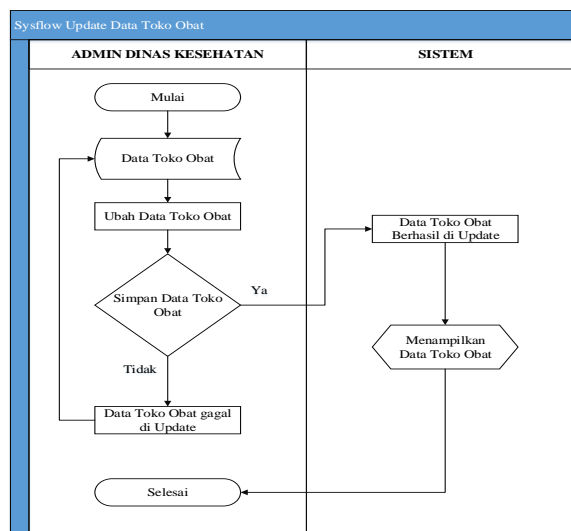 Sysflow Update Data Toko Obat
ADMIN DINAS KESEHATAN
SISTEM
Mulai
Data Toko Obat
Ubah Data Toko Obat
Data Toko Obat
Berhasil di Update
Simpan Data Toko
Obat
Ya
Menampilkan
Data Toko Obat
Tidak
Data Toko Obat gagal
di Update
Selesai